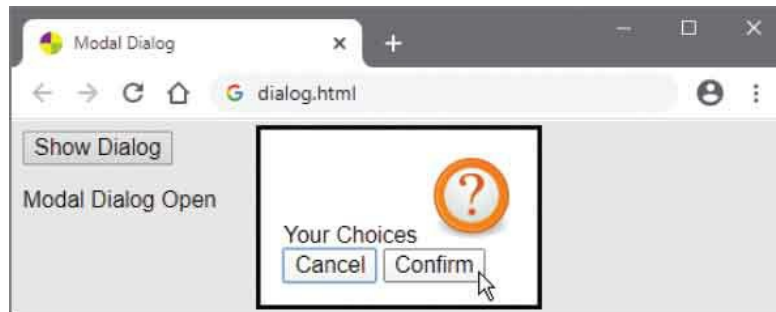 Modal Dialog
dialog.html
Show Dialog
Modal Dialog Open
?
Your Choices
Cancel Confirm